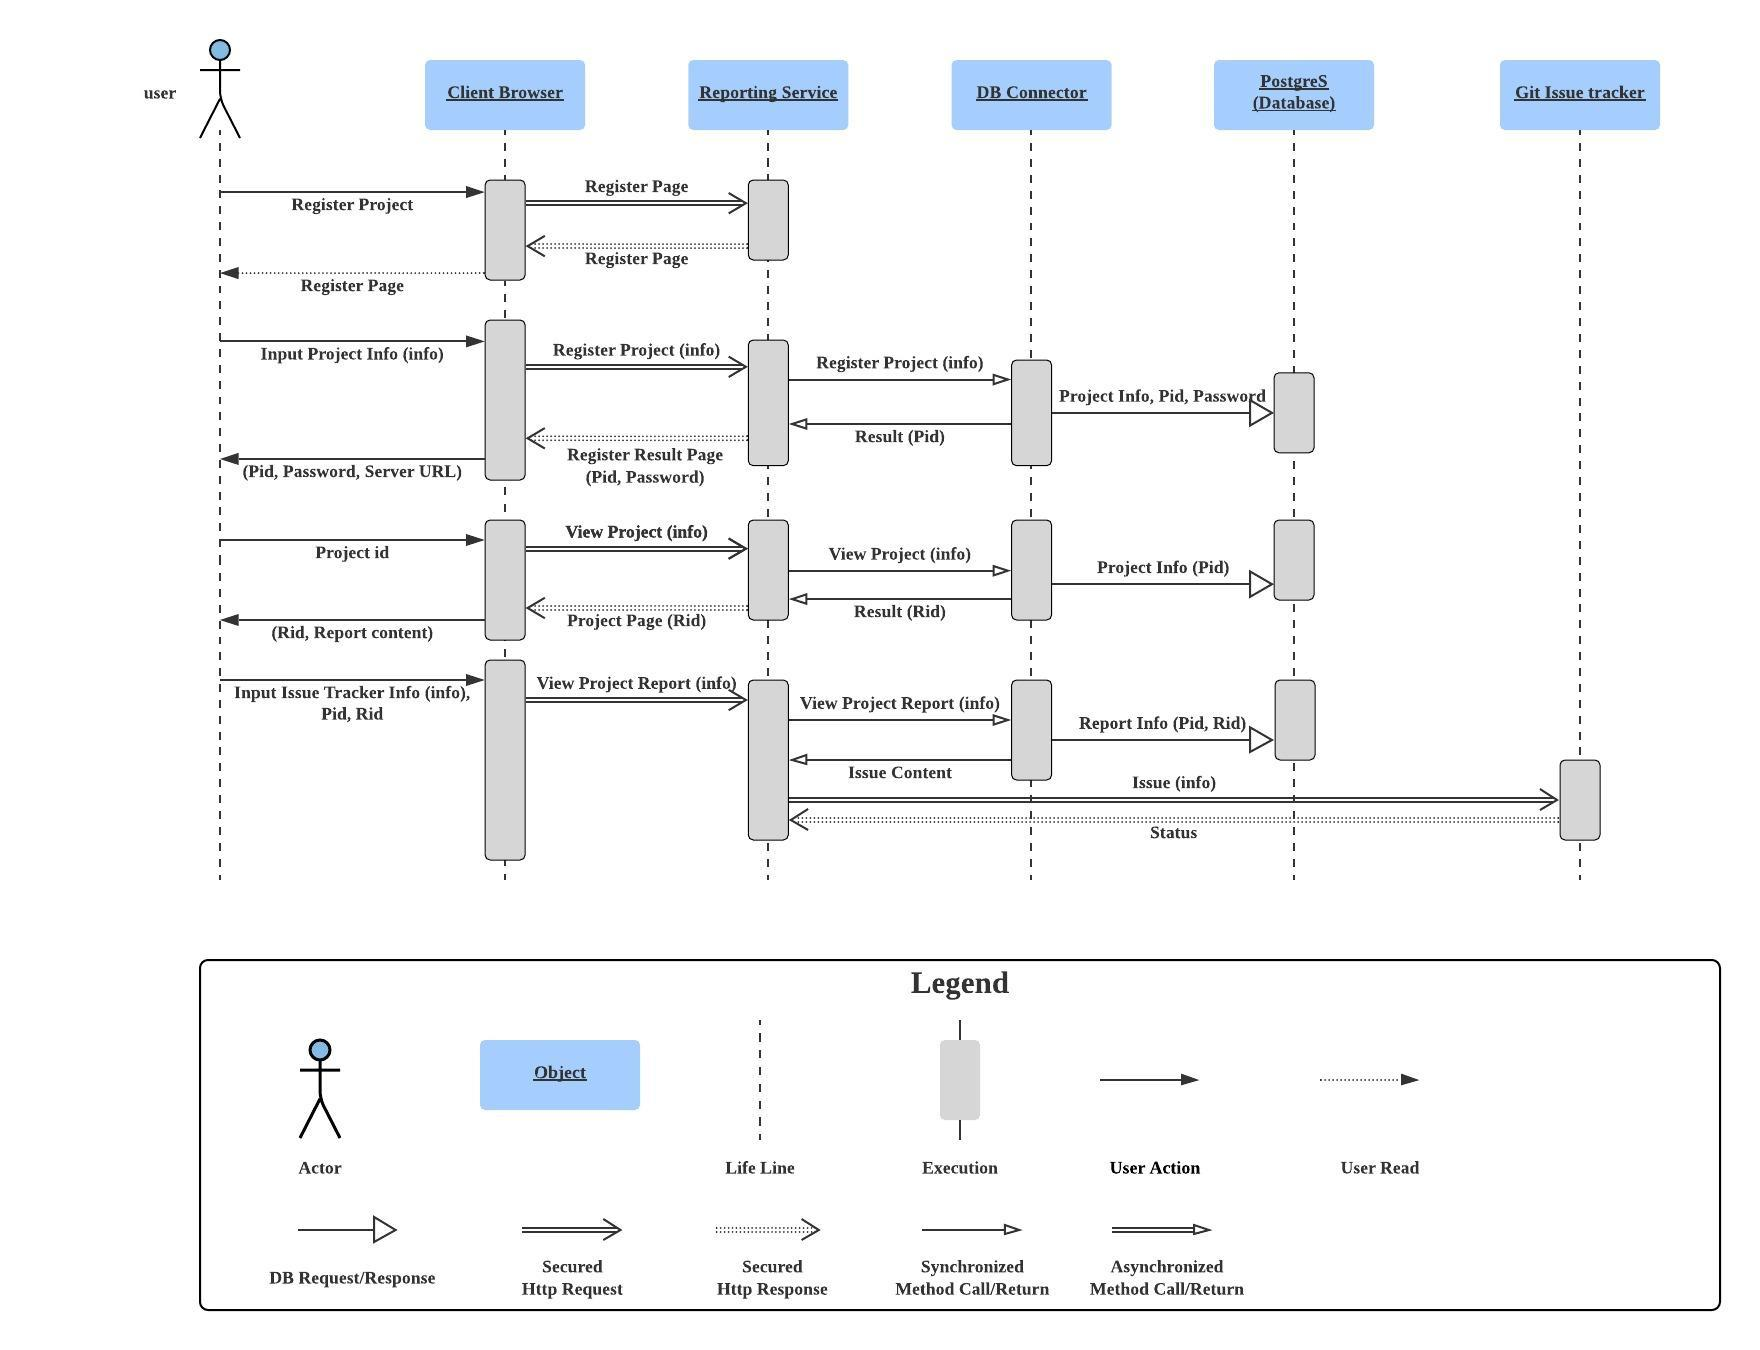 user
Client Browser
Reporting Service
DB Connector
PostgreS
(Database)
Git Issue tracker
Register Project
Register Page
Register Page
Register Page
Input Project Info (info)
Register Project (info)
Register Project (info)
Project Info, Pid, Password
Result (Pid)
Register Result Page
(Pid, Password)
(Pid, Password, Server URL)
Project id
View Project (info)
View Project (info)
Project Info (Pid)
Result (Rid)
Project Page (Rid)
(Rid, Report content)
Input Issue Tracker Info (info),
Pid, Rid
View Project Report (info)
View Project Report (info)
Report Info (Pid, Rid)
Issue Content
Issue (info)
Status
Legend
Object
Actor
Life Line
Execution
User Action
User Read
DB Request/Response
Secured
Http Request
Secured
Http Response
Synchronized
Method Call/Return
Asynchronized
Method Call/Return